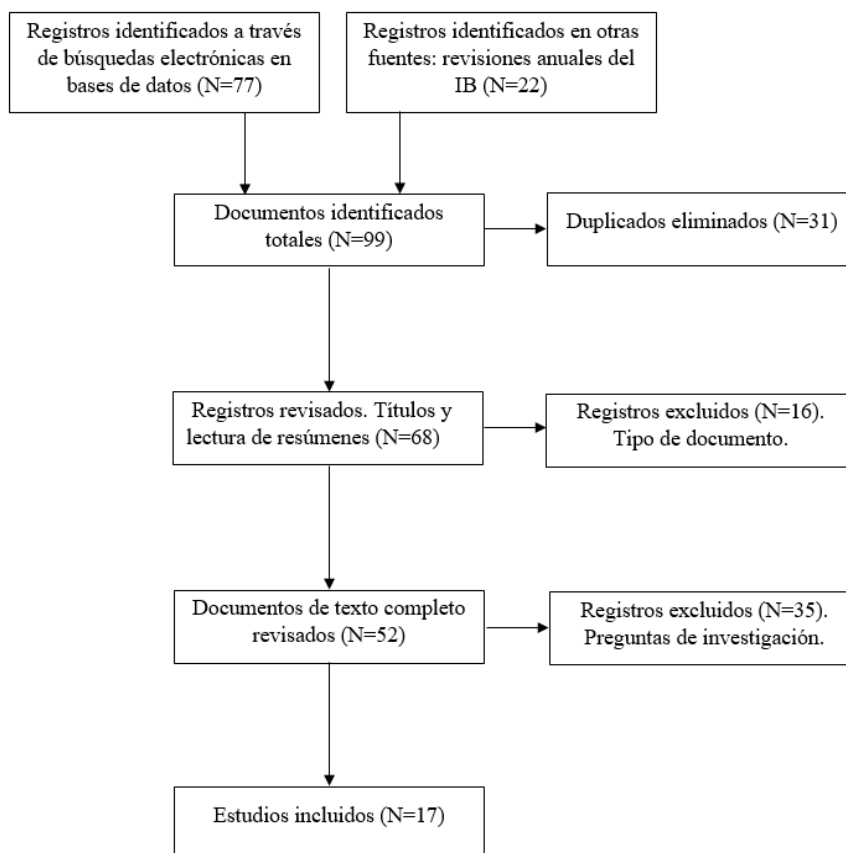 Registros identificados a través
de búsquedas electrónicas en
bases de datos (N=77)
Registros identificados en otras
fuentes: revisiones anuales del
IB (N=22)
Documentos identificados
totales (N=99)
Duplicados eliminados (N=31)
Registros revisados. Títulos y
lectura de resúmenes (N=68)
Registros excluidos (N=16).
Tipo de documento.
Documentos de texto completo
revisados (N=52)
Registros excluidos (N=35).
Preguntas de investigación.
Estudios incluidos (N=17)